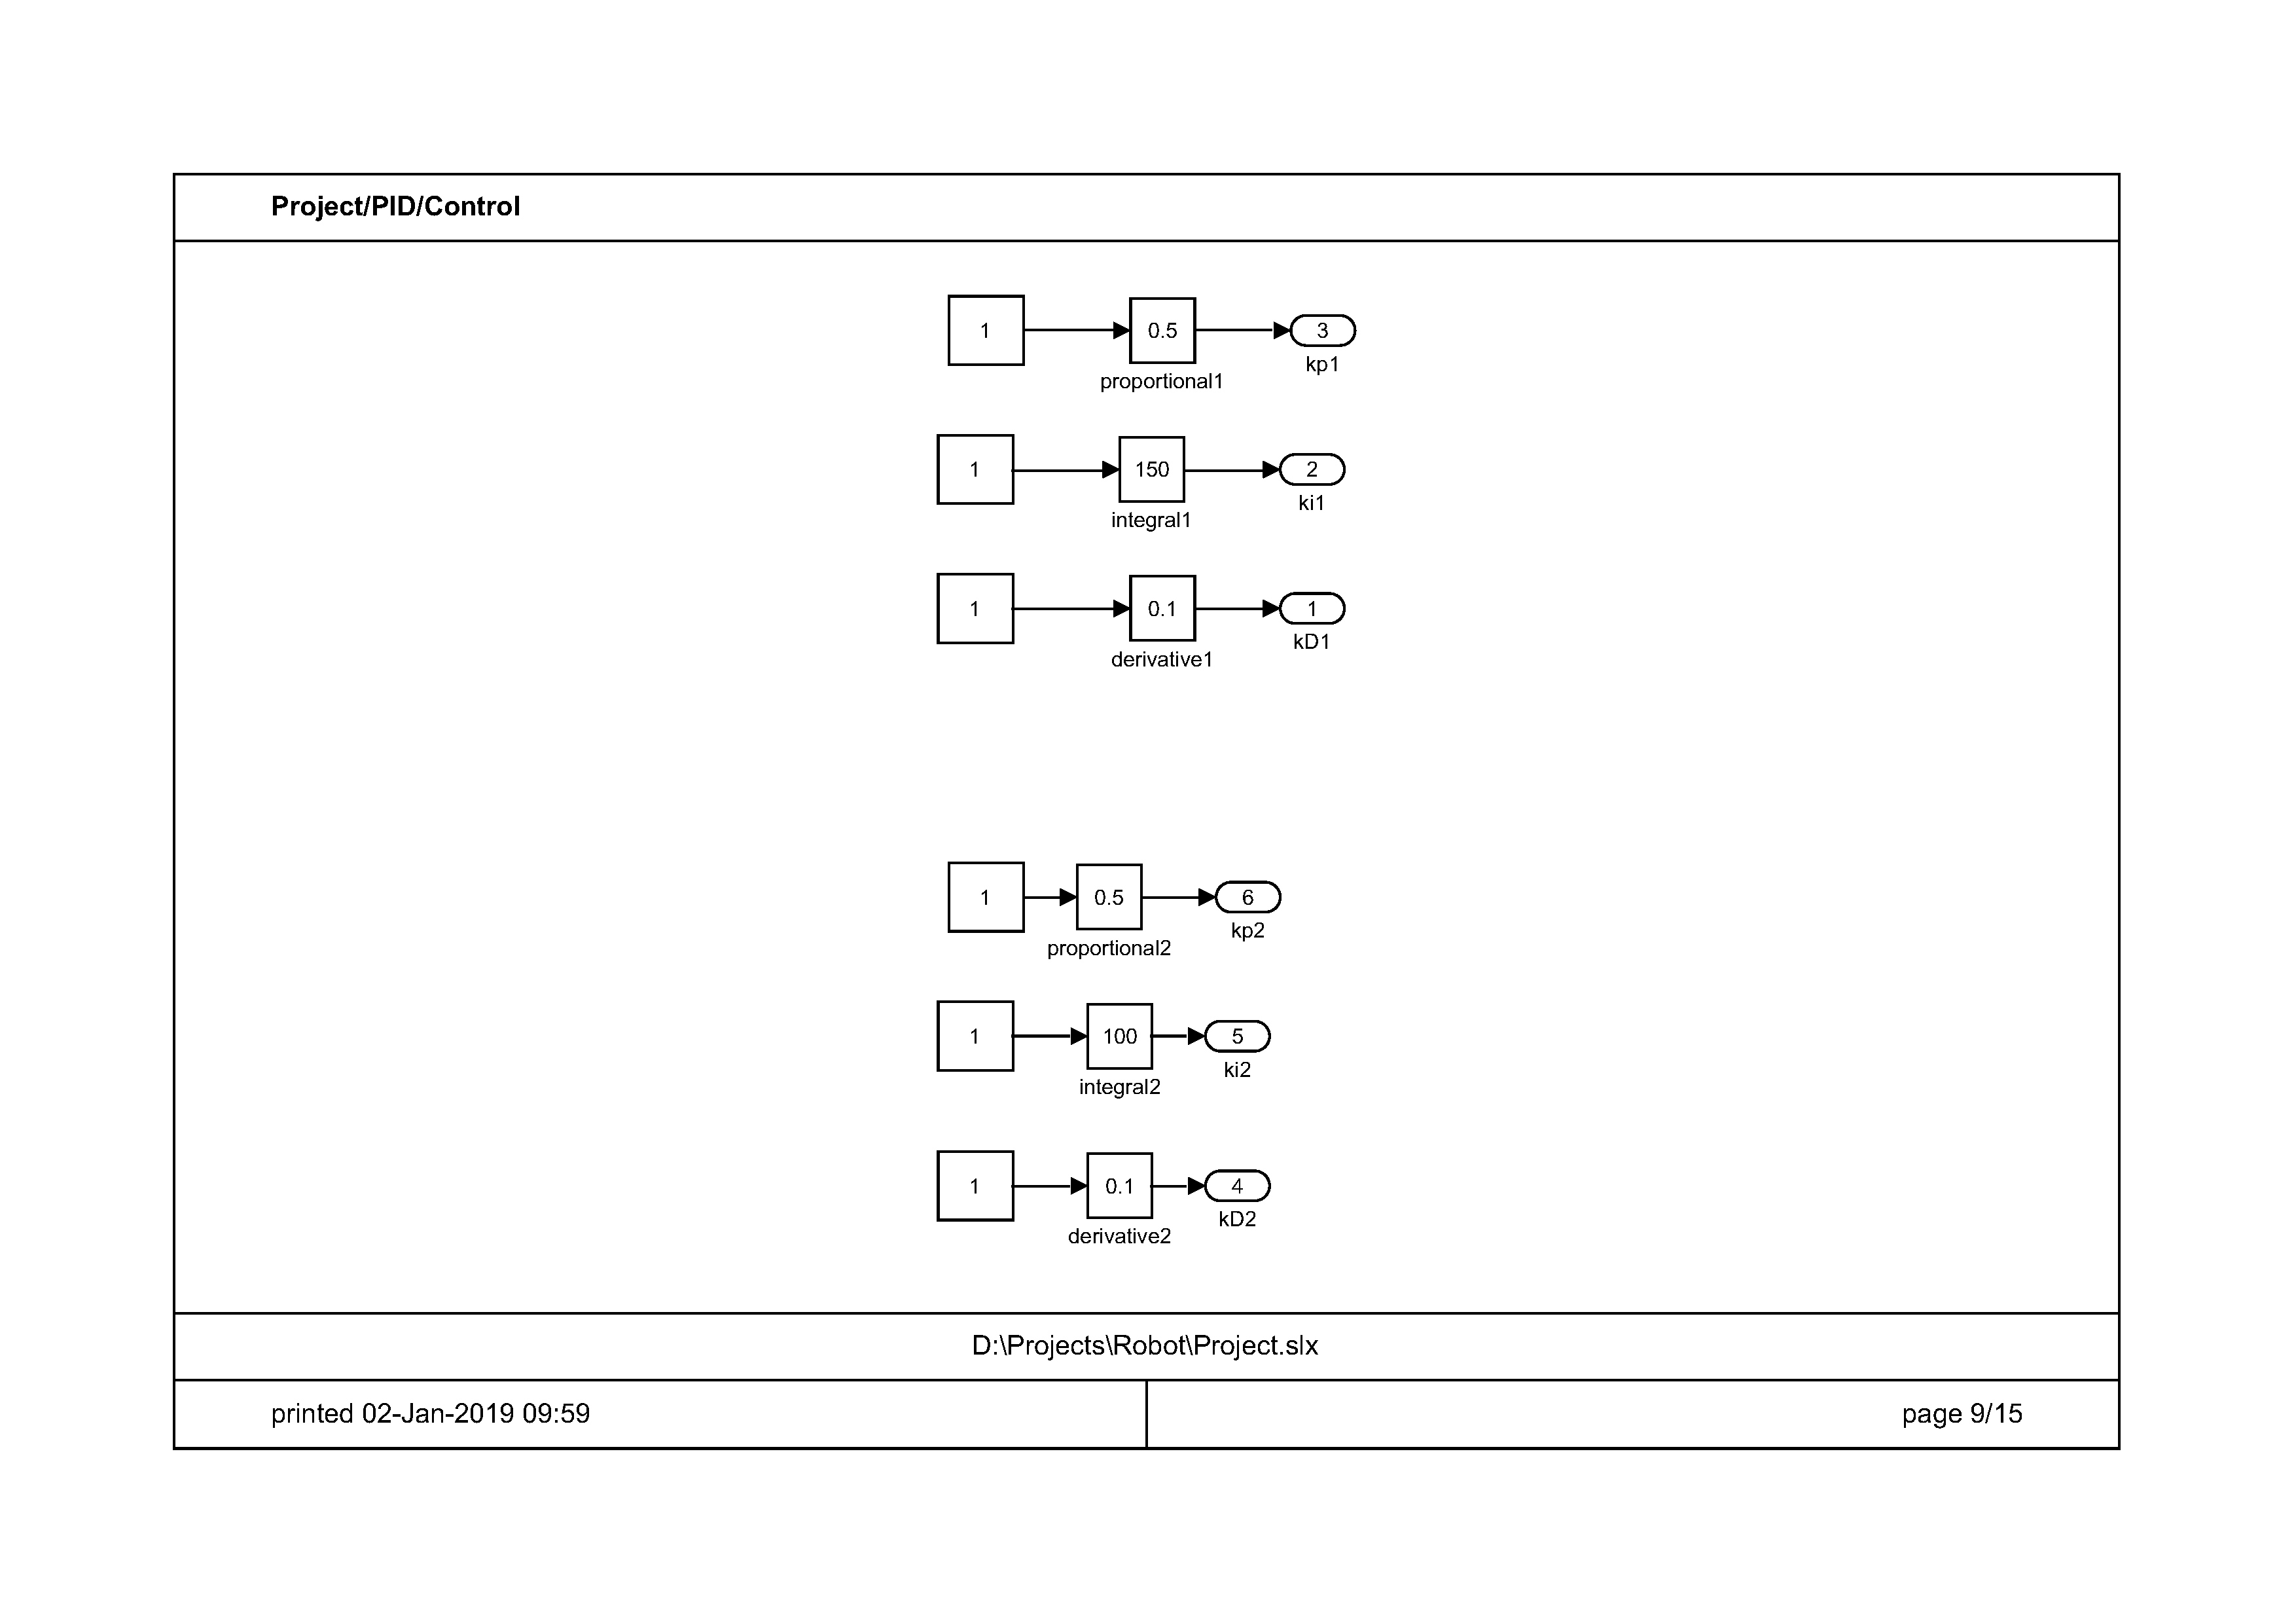 Project/PID/Control
1 0.5 3
kp1
proportional1
1 150 2
ki1
integral1
1 0.1 1
kD1
derivative1
1 0.5 6
kp2
proportional2
1 100 5
ki2
integral2
1 0.1 4
kD2
derivative2
D:\Projects\Robot\Project.slx
printed 02-Jan-2019 09:59 page 9/15